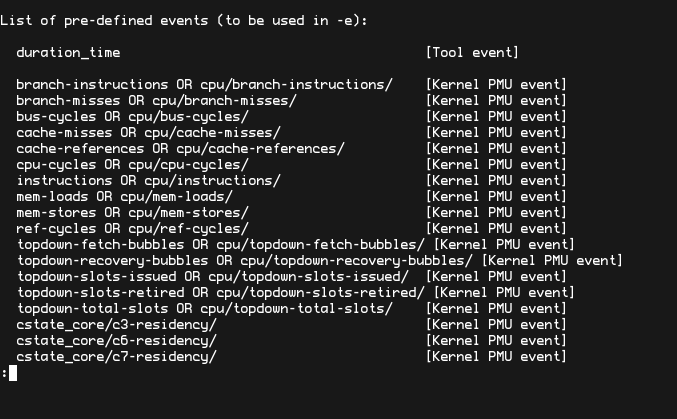 List of pre-defined events (to be used in -e):
duration_time [Tool event]
branch-instructions OR cpu/branch-instructions/ [Kernel PMU event]
branch-misses OR cpu/branch-misses/ [Kernel PMU event]
bus-cycles OR cpu/bus-cycles/ [Kernel PMU event]
cache-misses OR cpu/cache-misses/ [Kernel PMU event]
cache-references OR cpu/cache-references/ [Kernel PMU event]
cpu-cycles OR cpu/cpu-cycles/ [Kernel PMU event]
instructions OR cpu/instructions/ [Kernel PMU event]
mem-loads OR cpu/mem-loads/ [Kernel PMU event]
mem-stores OR cpu/mem-stores/ [Kernel PMU event]
ref-cycles OR cpu/ref-cycles/ [Kernel PMU event]
topdown-fetch-bubbles OR cpu/topdown-fetch-bubbles/ [Kernel PMU event]
topdown-recovery-bubbles OR cpu/topdown-recovery-bubbles/ [Kernel PMU event]
topdown-slots-issued OR cpu/topdown-slots-issued/ [Kernel PMU event]
topdown-slots-retired OR cpu/topdown-slots-retired/ [Kernel PMU event]
topdown-total-slots OR cpu/topdown-total-slots/ [Kernel PMU event]
cstate_core/c3-residency/ [Kernel PMU event]
cstate_core/c6-residency/ [Kernel PMU event]
cstate_core/c7-residency/ [Kernel PMU event]
: